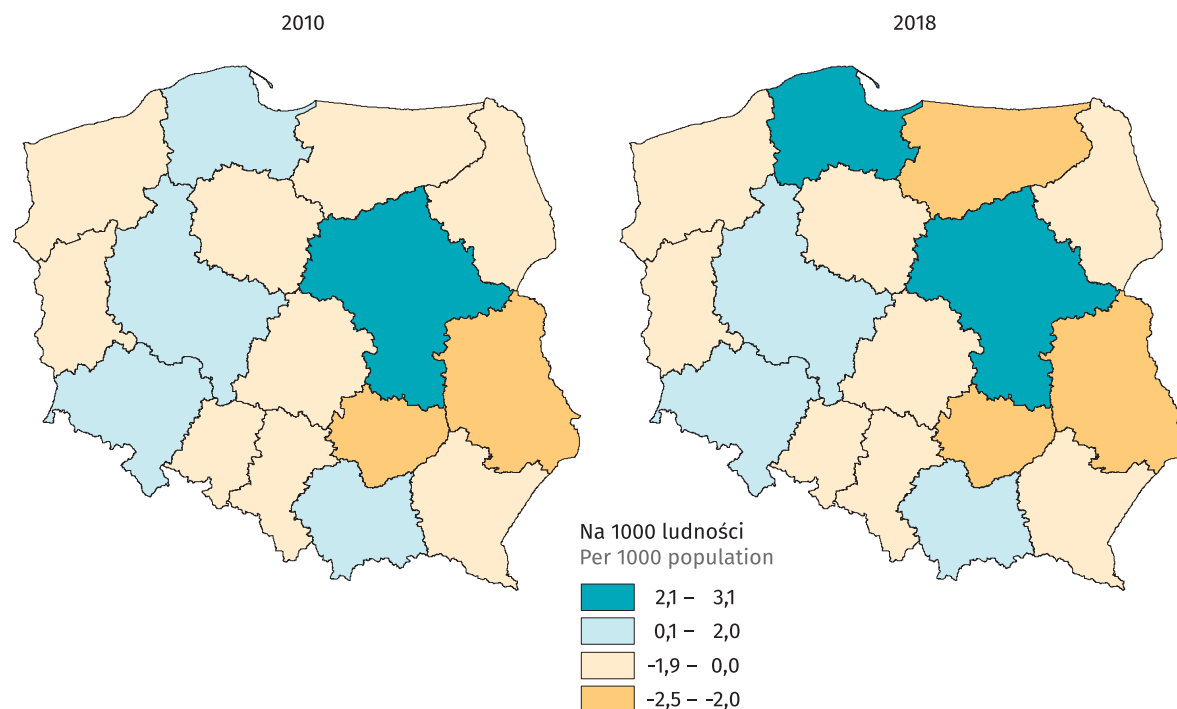 2010
2018
Na 1000 ludności
Per 1000 population
2,1 – 3,1
0,1 – 2,0
-1,9 – 0,0
-2,5 – -2,0